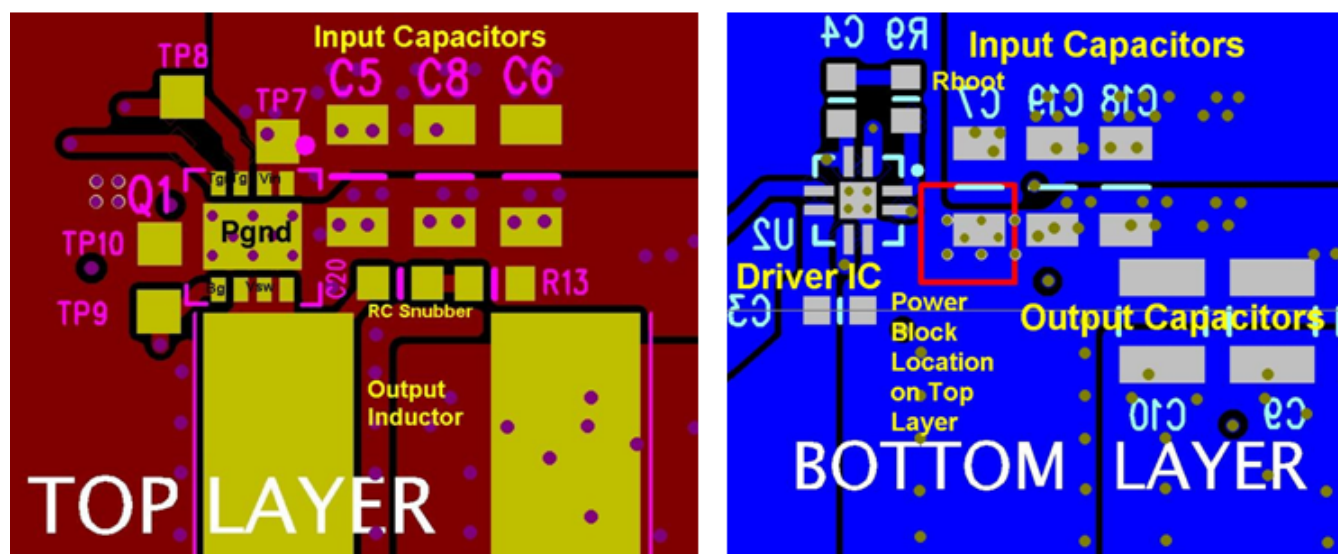 Input Capacitors
TP8
C5 C8 C6
TP7
Tg Tgr Vin
Q1
Pgnd
TP10
C20
R13
Bg Vsw
TP9
RC Snubber
Output
Inductor
TOP LAYER
C4 R9
Input Capacitors
Rboot
C7 C19 C18
U2
Driver IC
C3
Power
Block
Location
on Top
Layer
Output Capacitors
C10 C9
BOTTOM LAYER